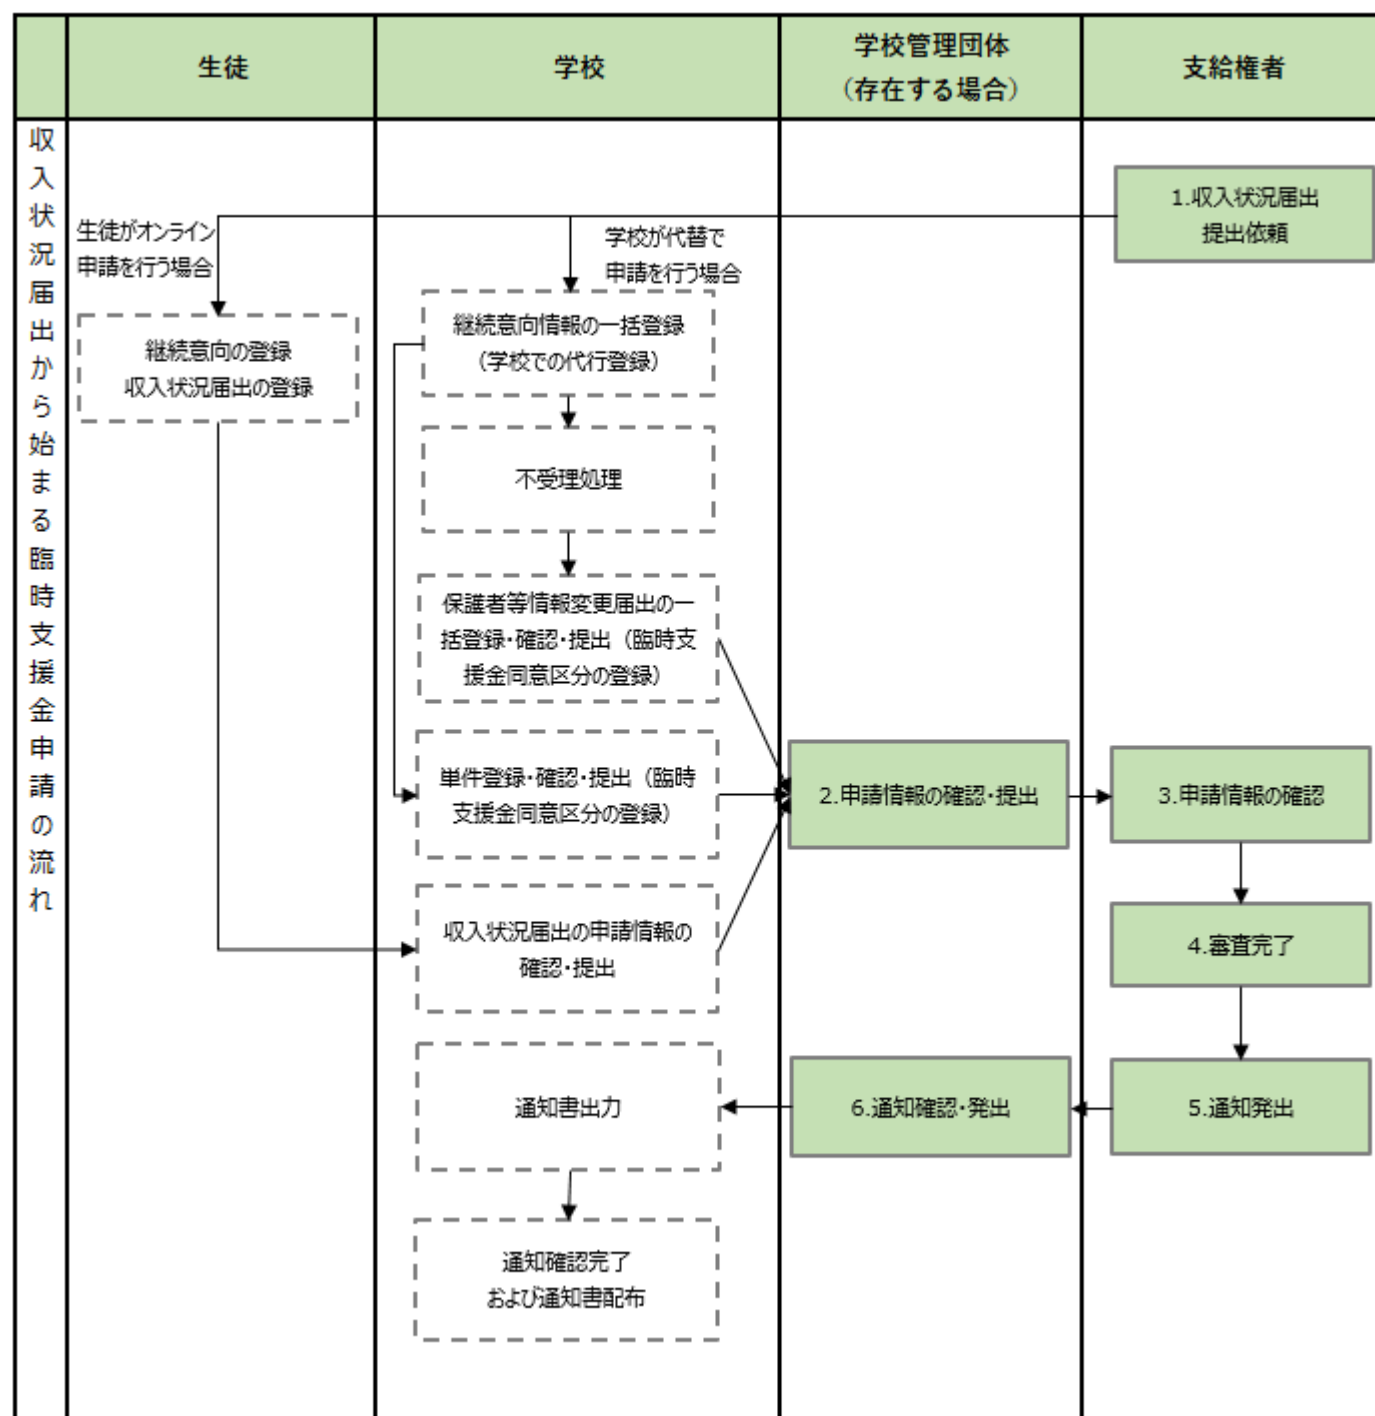 生徒
学校
学校管理団体
（存在する場合）
支給権者
収入状況届出から始まる臨時支援金申請の流れ
1.収入状況届出
提出依頼
生徒がオンライン
申請を行う場合
学校が代替で
申請を行う場合
継続意向の登録
収入状況届出の登録
継続意向情報の一括登録
（学校での代行登録）
不受理処理
保護者等情報変更届出の一
括登録・確認・提出（臨時支
援金同意区分の登録）
単件登録・確認・提出（臨時
支援金同意区分の登録）
2.申請情報の確認・提出
3.申請情報の確認
収入状況届出の申請情報の
確認・提出
4.審査完了
通知書出力
6.通知確認・発出
5.通知発出
通知確認完了
および通知書配布